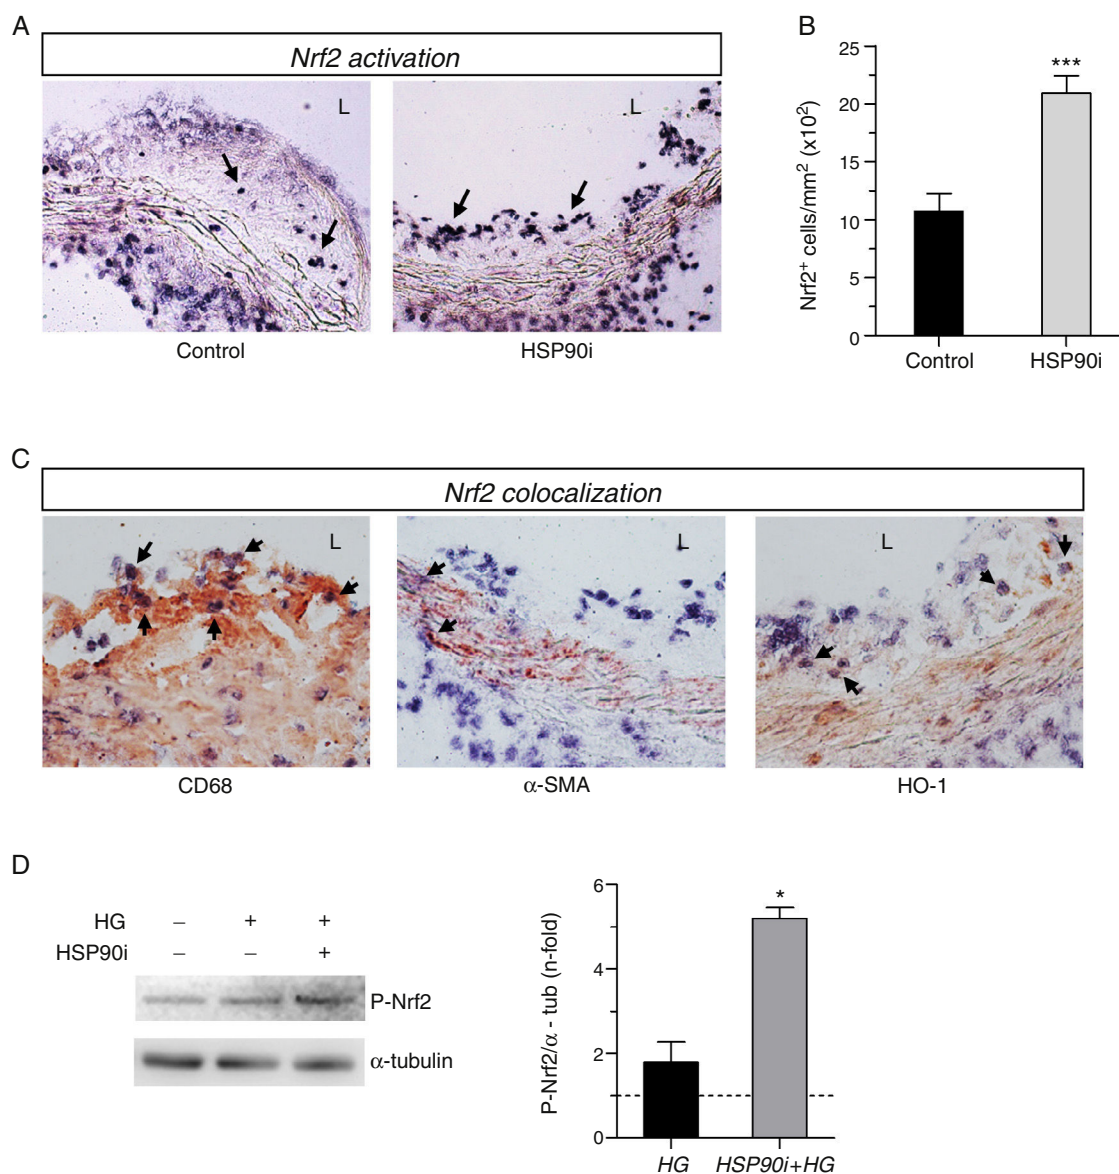 A
Nrf2 activation
L
L
Control
HSP90i
B
25
20
15
10
5
0
Nrf2+ cells/mm2 (x102)
***
Control
HSP90i
C
Nrf2 colocalization
L
L
L
CD68
α-SMA
HO-1
D
HG – + +
HSP90i – – +
P-Nrf2
α-tubulin
6
4
2
0
P-Nrf2/α - tub (n-fold)
*
HG
HSP90i+HG